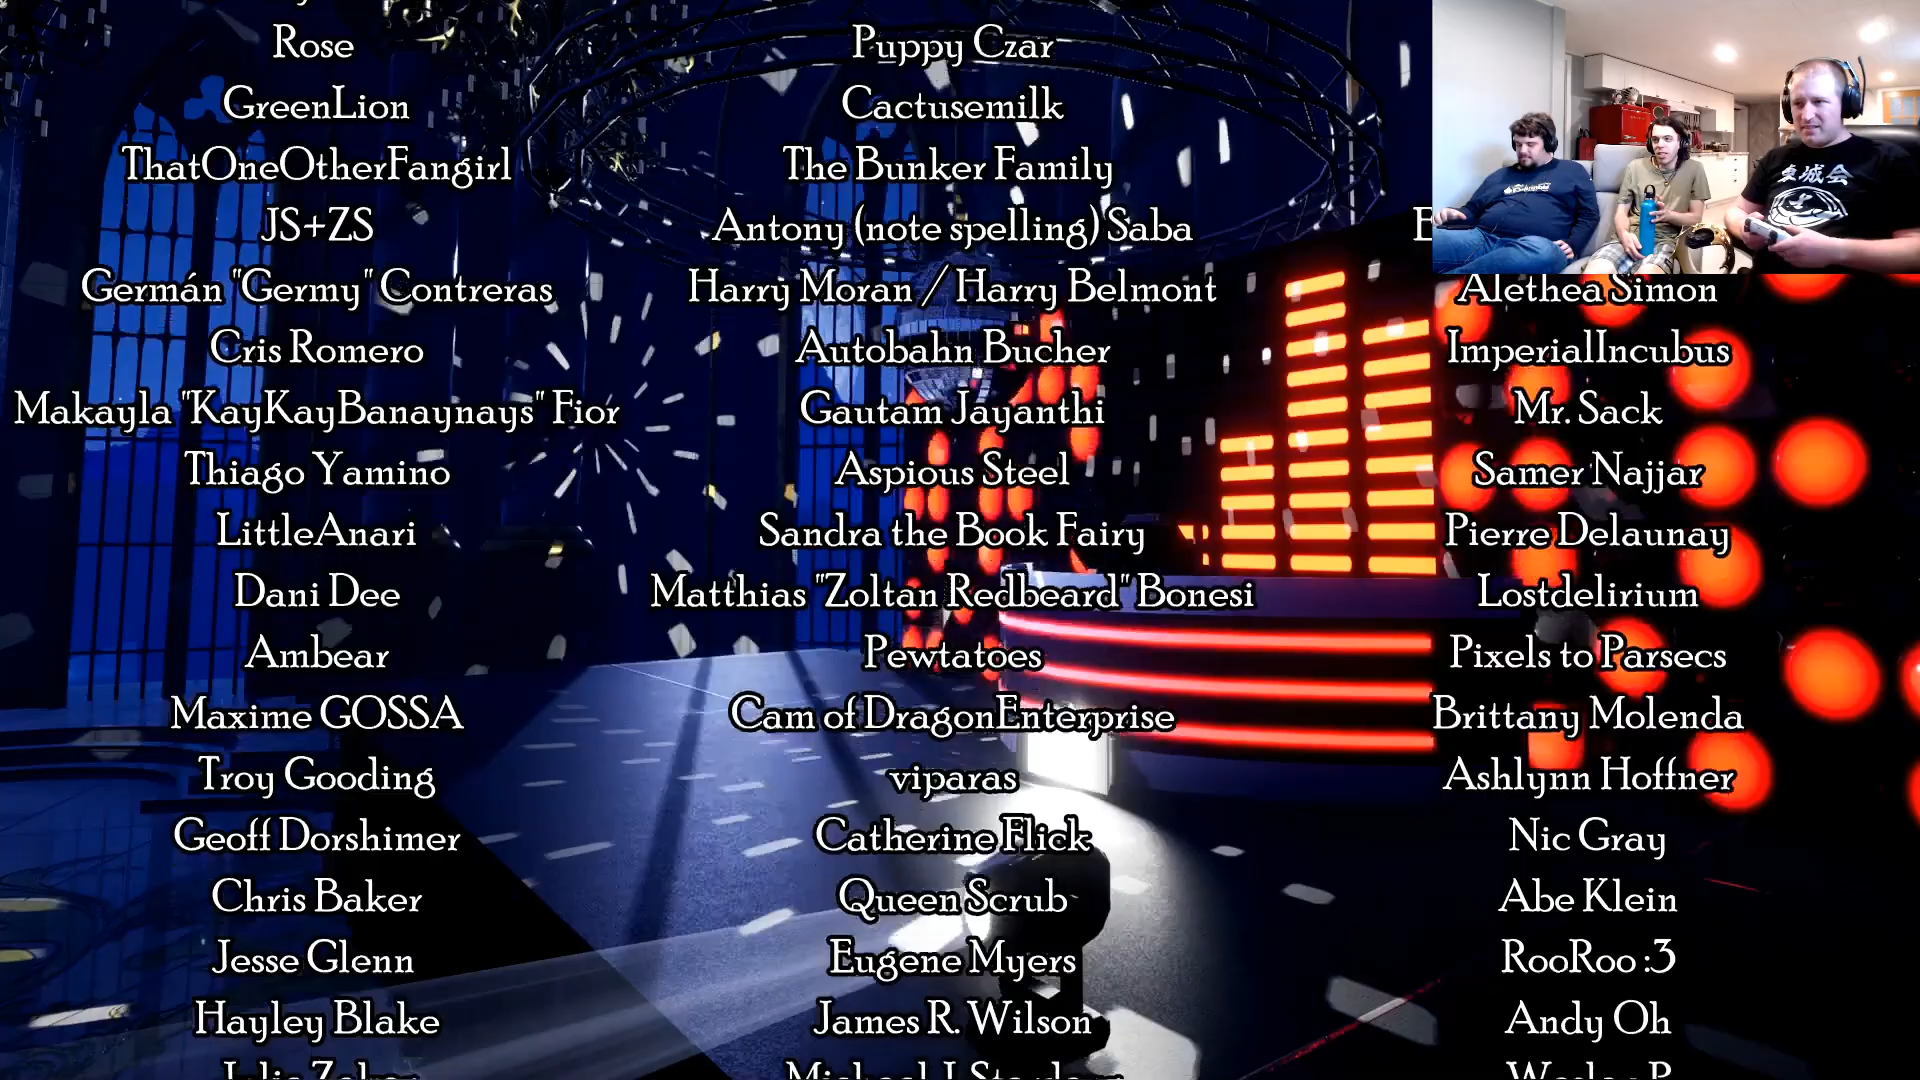 Rose
GreenLion
ThatOneOtherFangirl
JS+ZS
Germán "Germy" Contreras
Cris Romero
Makayla "KayKayBanaynays" Fior
Thiago Yamino
LittleAnari
Dani Dee
Ambear
Maxime GOSSA
Troy Gooding
Geoff Dorshimer
Chris Baker
Jesse Glenn
Hayley Blake
Puppy Czar
Cactusemilk
The Bunker Family
Antony (note spelling) Saba
Harry Moran / Harry Belmont
Autobahn Bucher
Gautam Jayanthi
Aspious Steel
Sandra the Book Fairy
Matthias "Zoltan Redbeard" Bonesi
Pewtatoes
Cam of DragonEnterprise
viparas
Catherine Flick
Queen Scrub
Eugene Myers
James R. Wilson
Alethea Simon
ImperialIncubus
Mr. Sack
Samer Najjar
Pierre Delaunay
Lostdelirium
Pixels to Parsecs
Brittany Molenda
Ashlynn Hoffner
Nic Gray
Abe Klein
RooRoo :3
Andy Oh